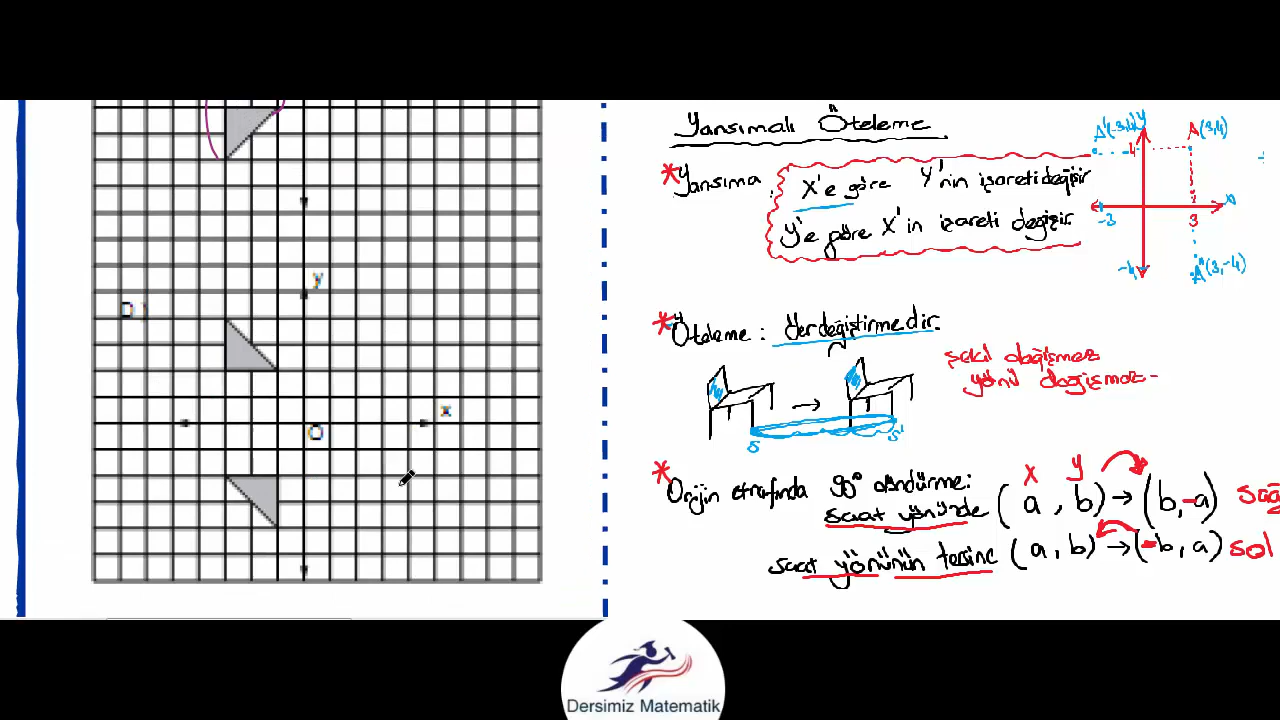 y
D)
x
O
Yansımalı Öteleme
*Yansıma: X'e göre Y'nin işareti değişir
Y'e göre X'in işareti değişir
A'(-3,4) y A(3,4)
4
x
-3 3
-4 A''(3,-4)
*Öteleme: Yerdeğiştirmedir.
şekil değişmez
yönü değişmez
S S'
x y
*Orijin etrafında 90° döndürme:
saat yönünde (a, b) → (b, -a) sağ
saat yönünün tersine (a, b) → (-b, a) sol
Dersimiz Matematik